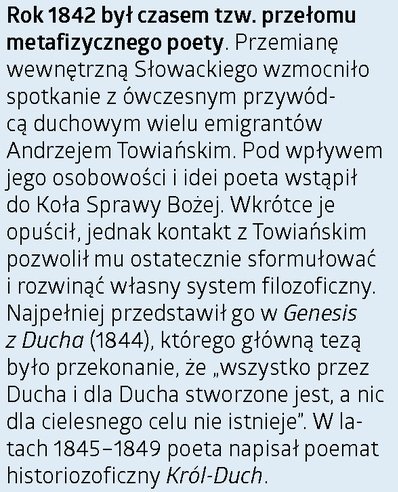 Rok 1842 był czasem tzw. przełomu
metafizycznego poety. Przemianę
wewnętrzną Słowackiego wzmocniło
spotkanie z ówczesnym przywód-
cą duchowym wielu emigrantów
Andrzejem Towiańskim. Pod wpływem
jego osobowości i idei poeta wstąpił
do Koła Sprawy Bożej. Wkrótce je
opuścił, jednak kontakt z Towiańskim
pozwolił mu ostatecznie sformułować
i rozwinąć własny system filozoficzny.
Najpełniej przedstawił go w Genesis
z Ducha (1844), którego główną tezą
było przekonanie, że „wszystko przez
Ducha i dla Ducha stworzone jest, a nic
dla cielesnego celu nie istnieje”. W la-
tach 1845–1849 poeta napisał poemat
historiozoficzny Król-Duch.